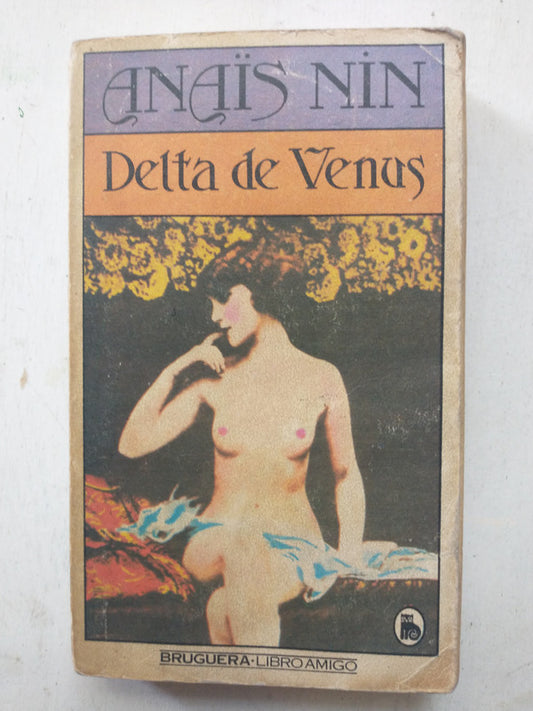 ANAÏS NIN
Delta de Venus
BRUGUERA·LIBRO AMIGO